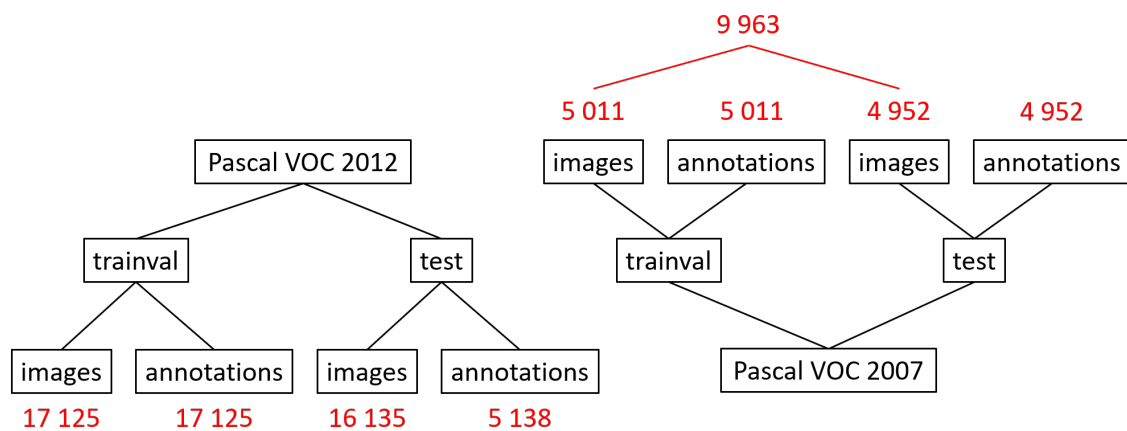 9 963
5 011 5 011 4 952 4 952
images annotations images annotations
Pascal VOC 2012
trainval test
trainval test
images annotations images annotations
17 125 17 125 16 135 5 138
Pascal VOC 2007